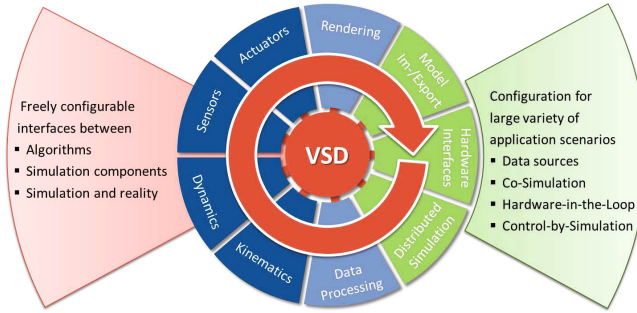 Freely configurable
interfaces between
▪ Algorithms
▪ Simulation components
▪ Simulation and reality
Sensors
Actuators
Rendering
Model
Im-/Export
Hardware
Interfaces
Distributed
Simulation
Data
Processing
Kinematics
Dynamics
VSD
Configuration for
large variety of
application scenarios
▪ Data sources
▪ Co-Simulation
▪ Hardware-in-the-Loop
▪ Control-by-Simulation